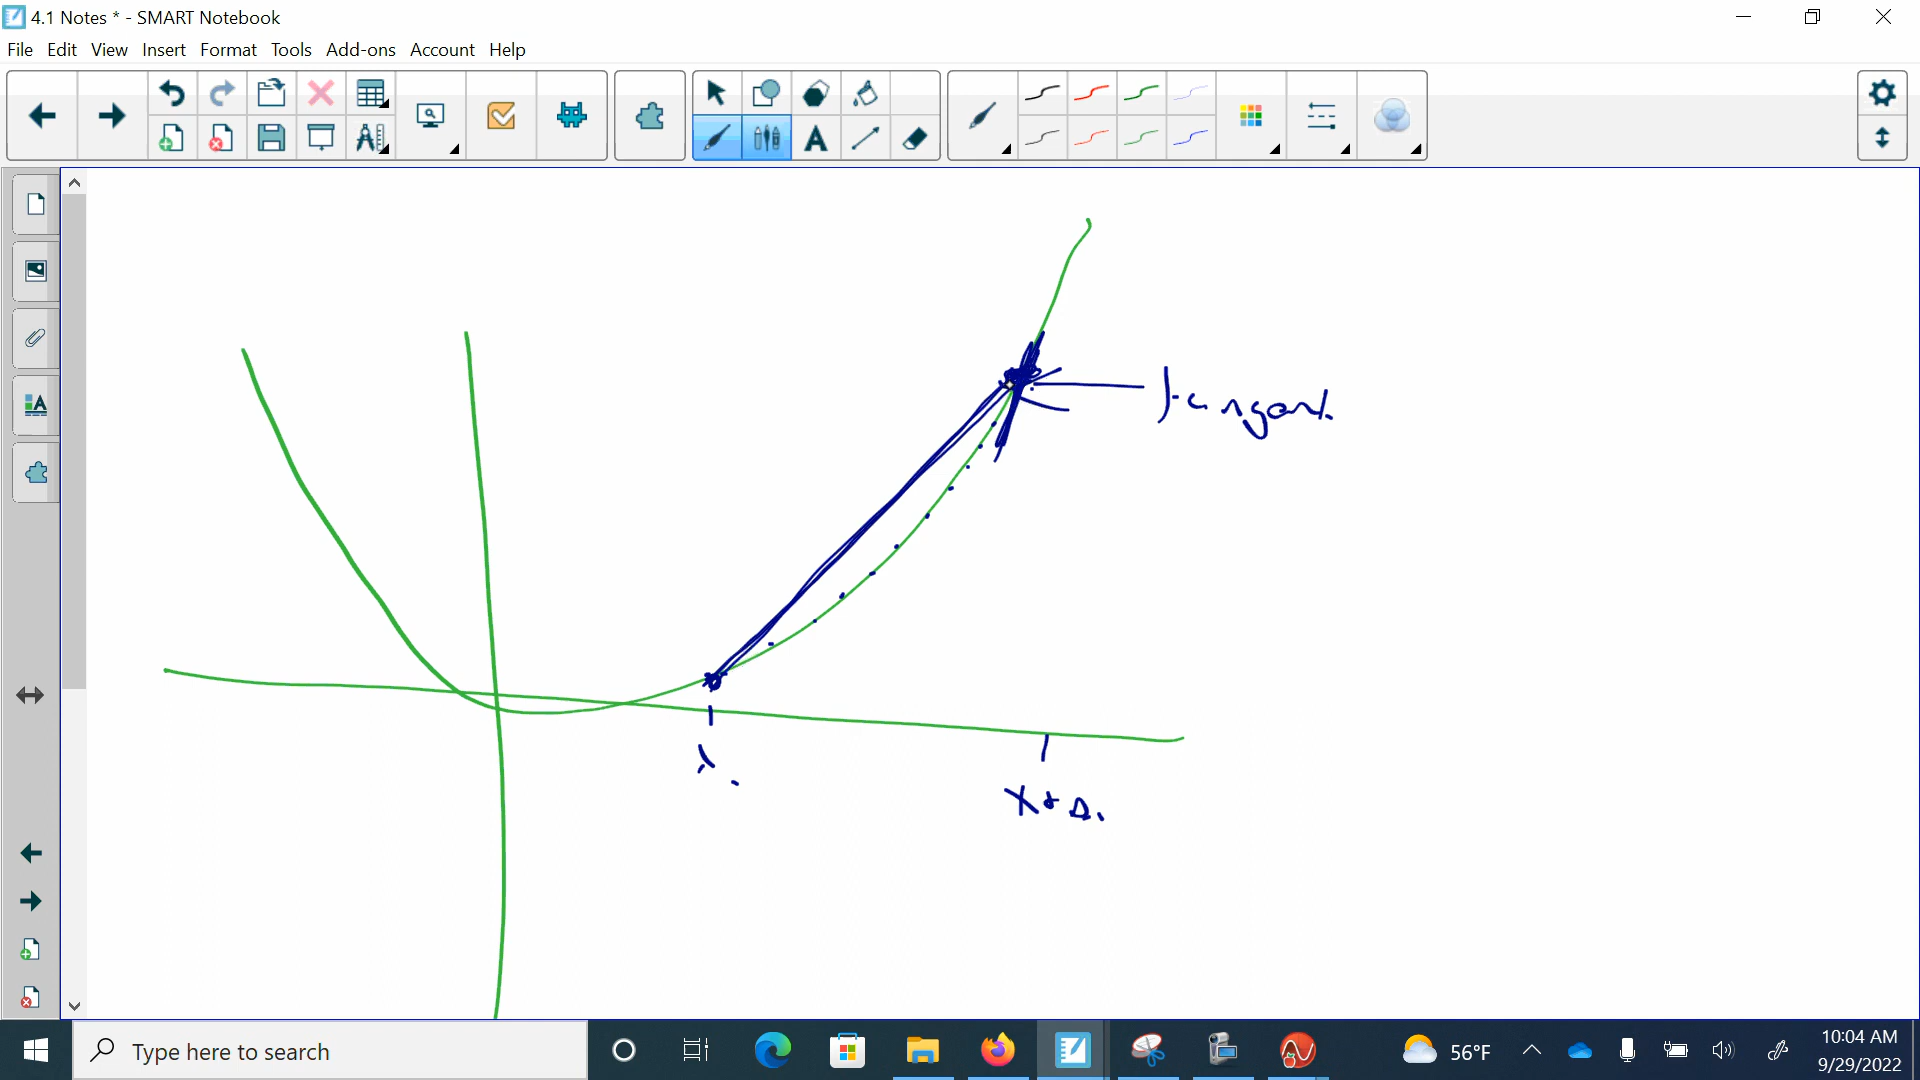 4.1 Notes * - SMART Notebook
File Edit View Insert Format Tools Add-ons Account Help
tangent
x
x + Δ
Type here to search
56°F
10:04 AM
9/29/2022